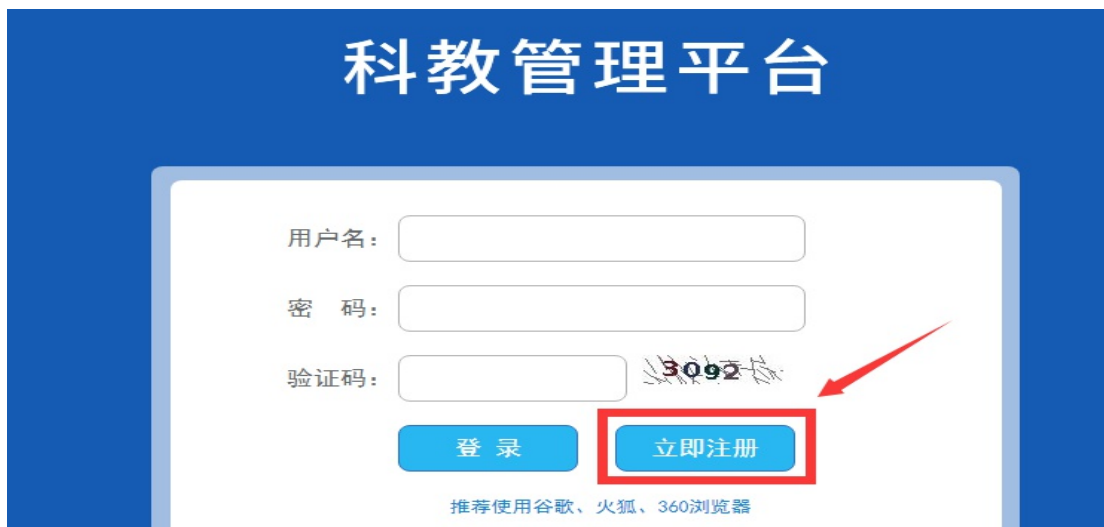 科教管理平台
用户名：
密 码：
验证码： 3092
登 录 立即注册
推荐使用谷歌、火狐、360浏览器